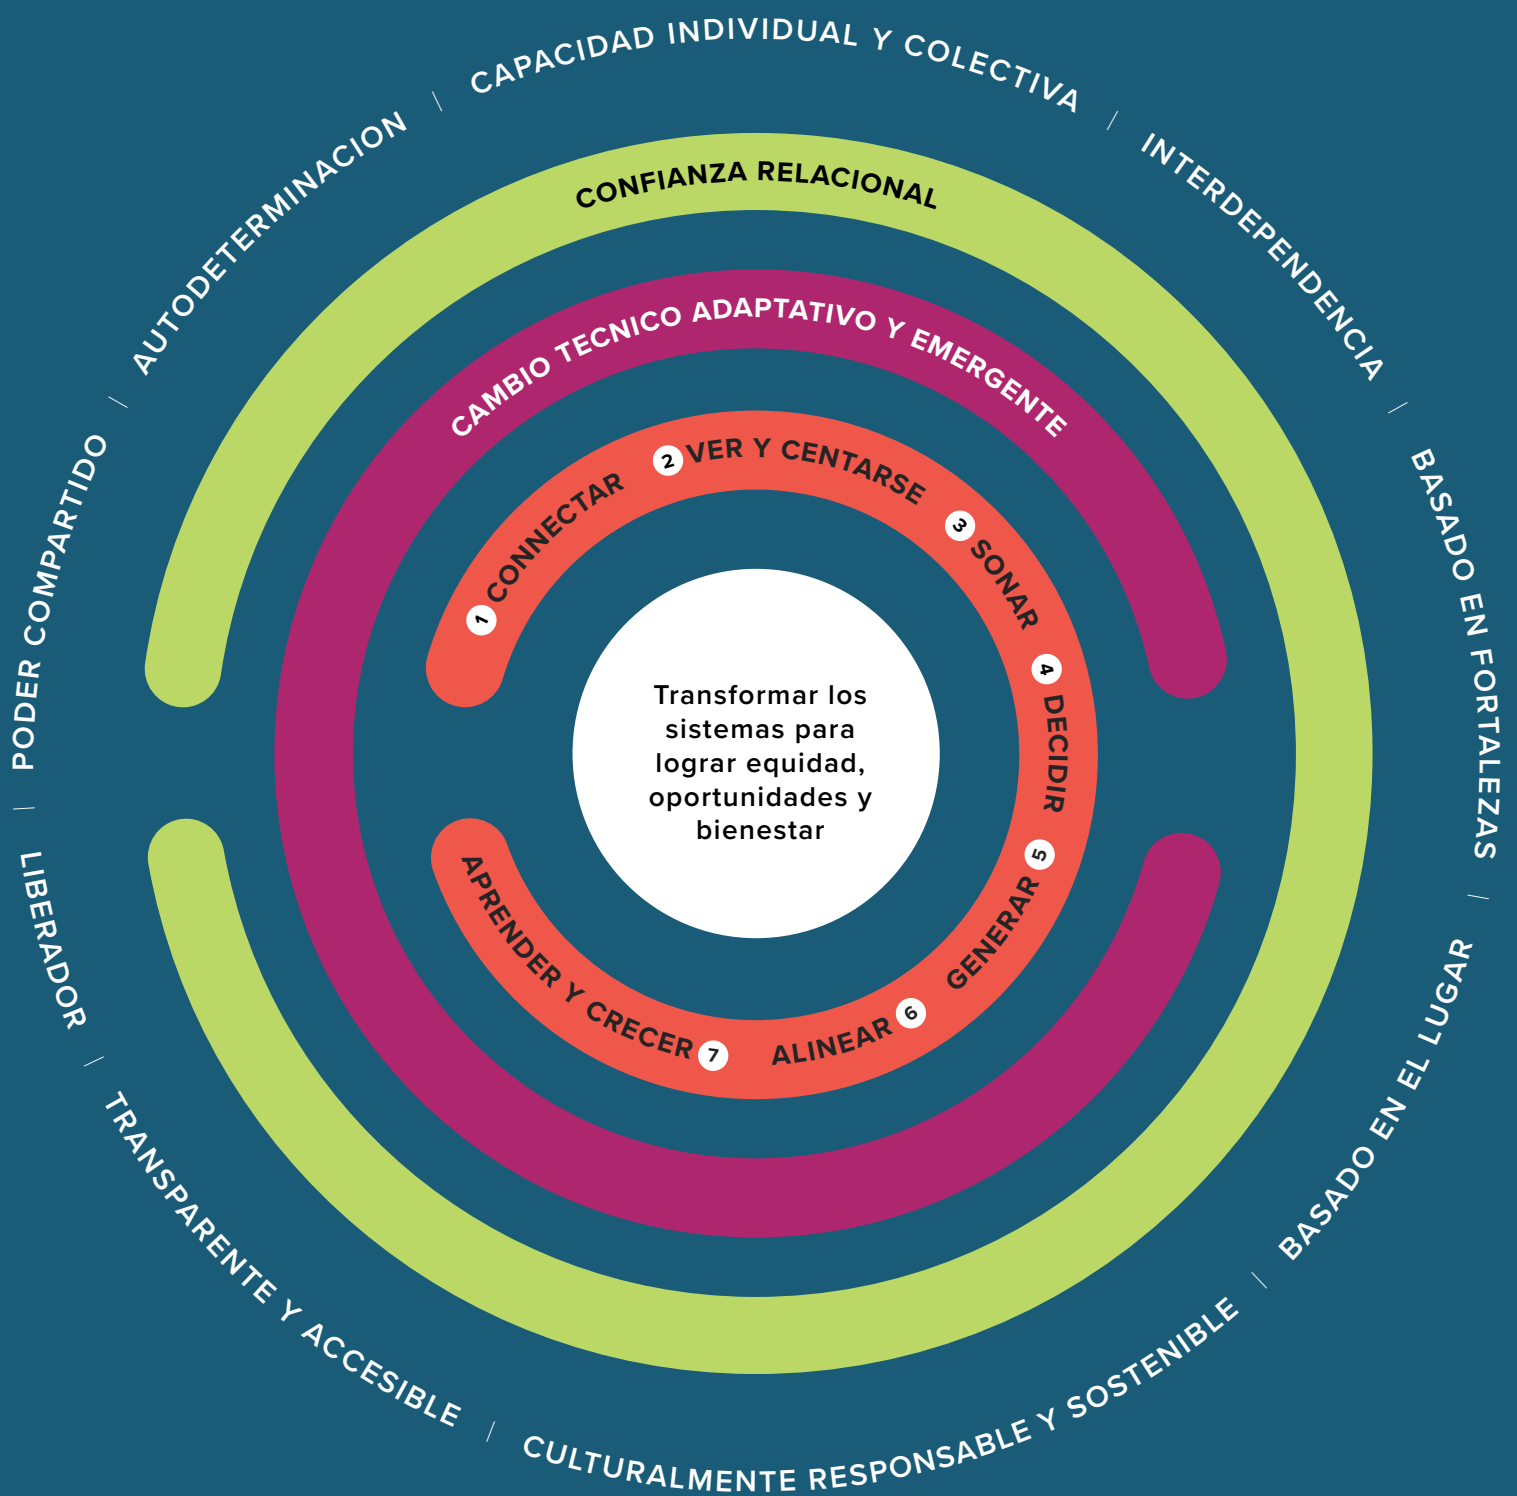 CAPACIDAD INDIVIDUAL Y COLECTIVA
INTERDEPENDENCIA
BASADO EN FORTALEZAS
BASADO EN EL LUGAR
CULTURALMENTE RESPONSABLE Y SOSTENIBLE
TRANSPARENTE Y ACCESIBLE
LIBERADOR
PODER COMPARTIDO
AUTODETERMINACION
CONFIANZA RELACIONAL
CAMBIO TECNICO ADAPTATIVO Y EMERGENTE
1 CONNECTAR
2 VER Y CENTARSE
3 SONAR
4 DECIDIR
5 GENERAR
6 ALINEAR
7 APRENDER Y CRECER
Transformar los
sistemas para
lograr equidad,
oportunidades y
bienestar